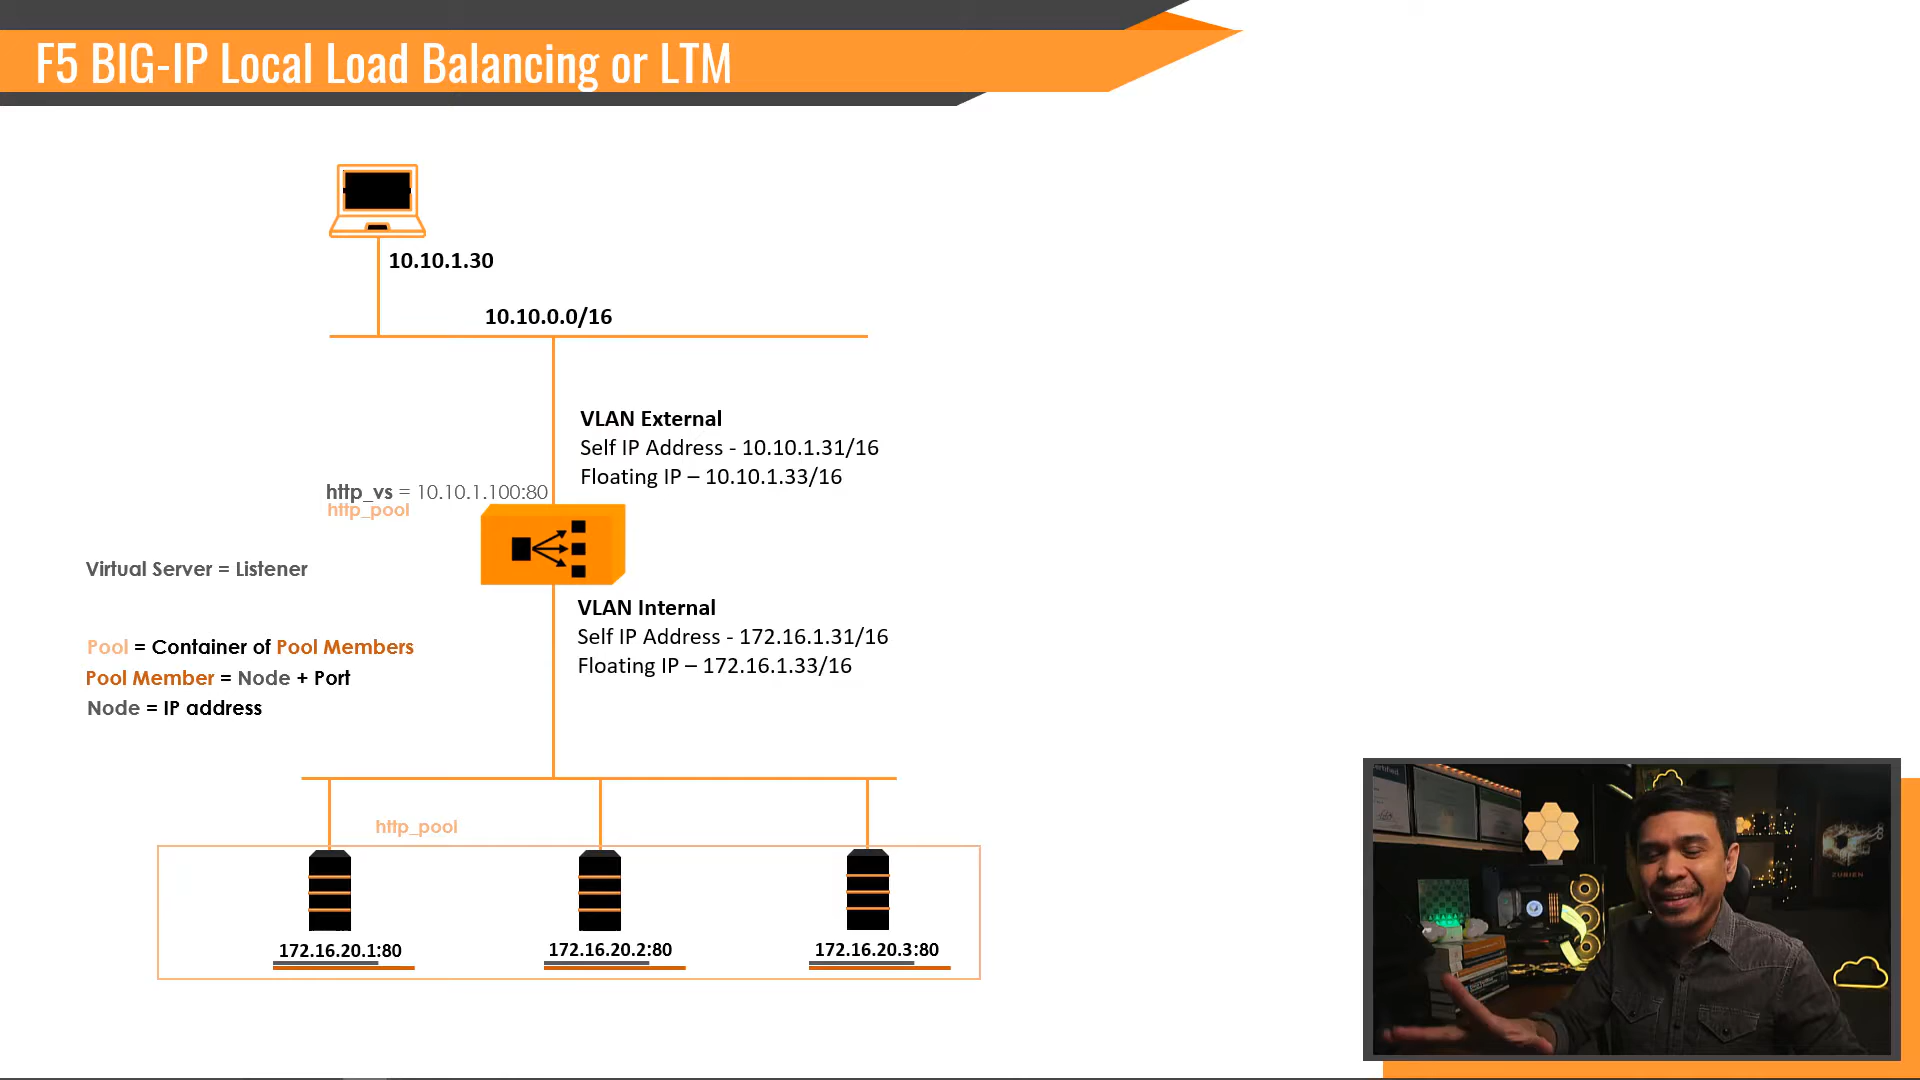 F5 BIG-IP Local Load Balancing or LTM
10.10.1.30
10.10.0.0/16
VLAN External
Self IP Address - 10.10.1.31/16
Floating IP – 10.10.1.33/16
http_vs = 10.10.1.100:80
http_pool
Virtual Server = Listener
VLAN Internal
Self IP Address - 172.16.1.31/16
Floating IP – 172.16.1.33/16
Pool = Container of Pool Members
Pool Member = Node + Port
Node = IP address
http_pool
172.16.20.1:80
172.16.20.2:80
172.16.20.3:80
ZUBIEN